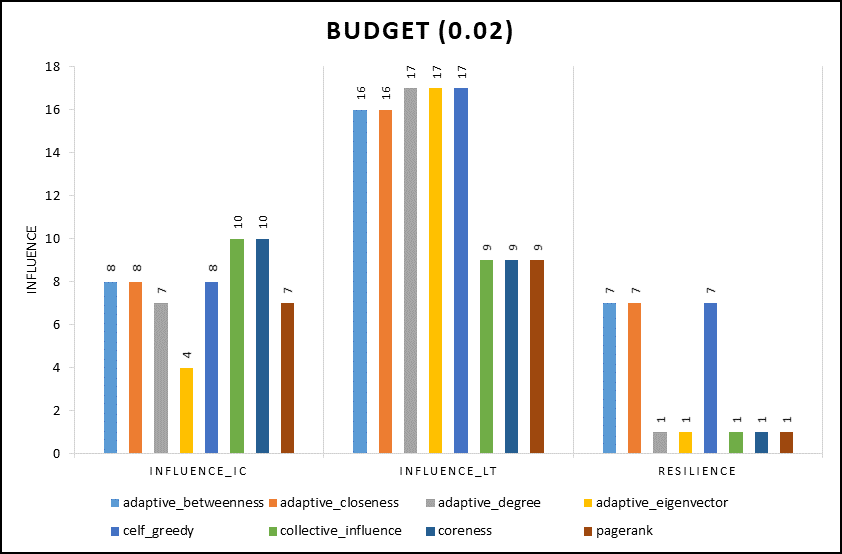 BUDGET (0.02)
INFLUENCE
18
16
14
12
10
8
6
4
2
0
8 8 7 4 8 10 10 7
16 16 17 17 17 9 9 9
7 7 1 1 7 1 1 1
INFLUENCE_IC INFLUENCE_LT RESILIENCE
adaptive_betweenness adaptive_closeness adaptive_degree adaptive_eigenvector
celf_greedy collective_influence coreness pagerank